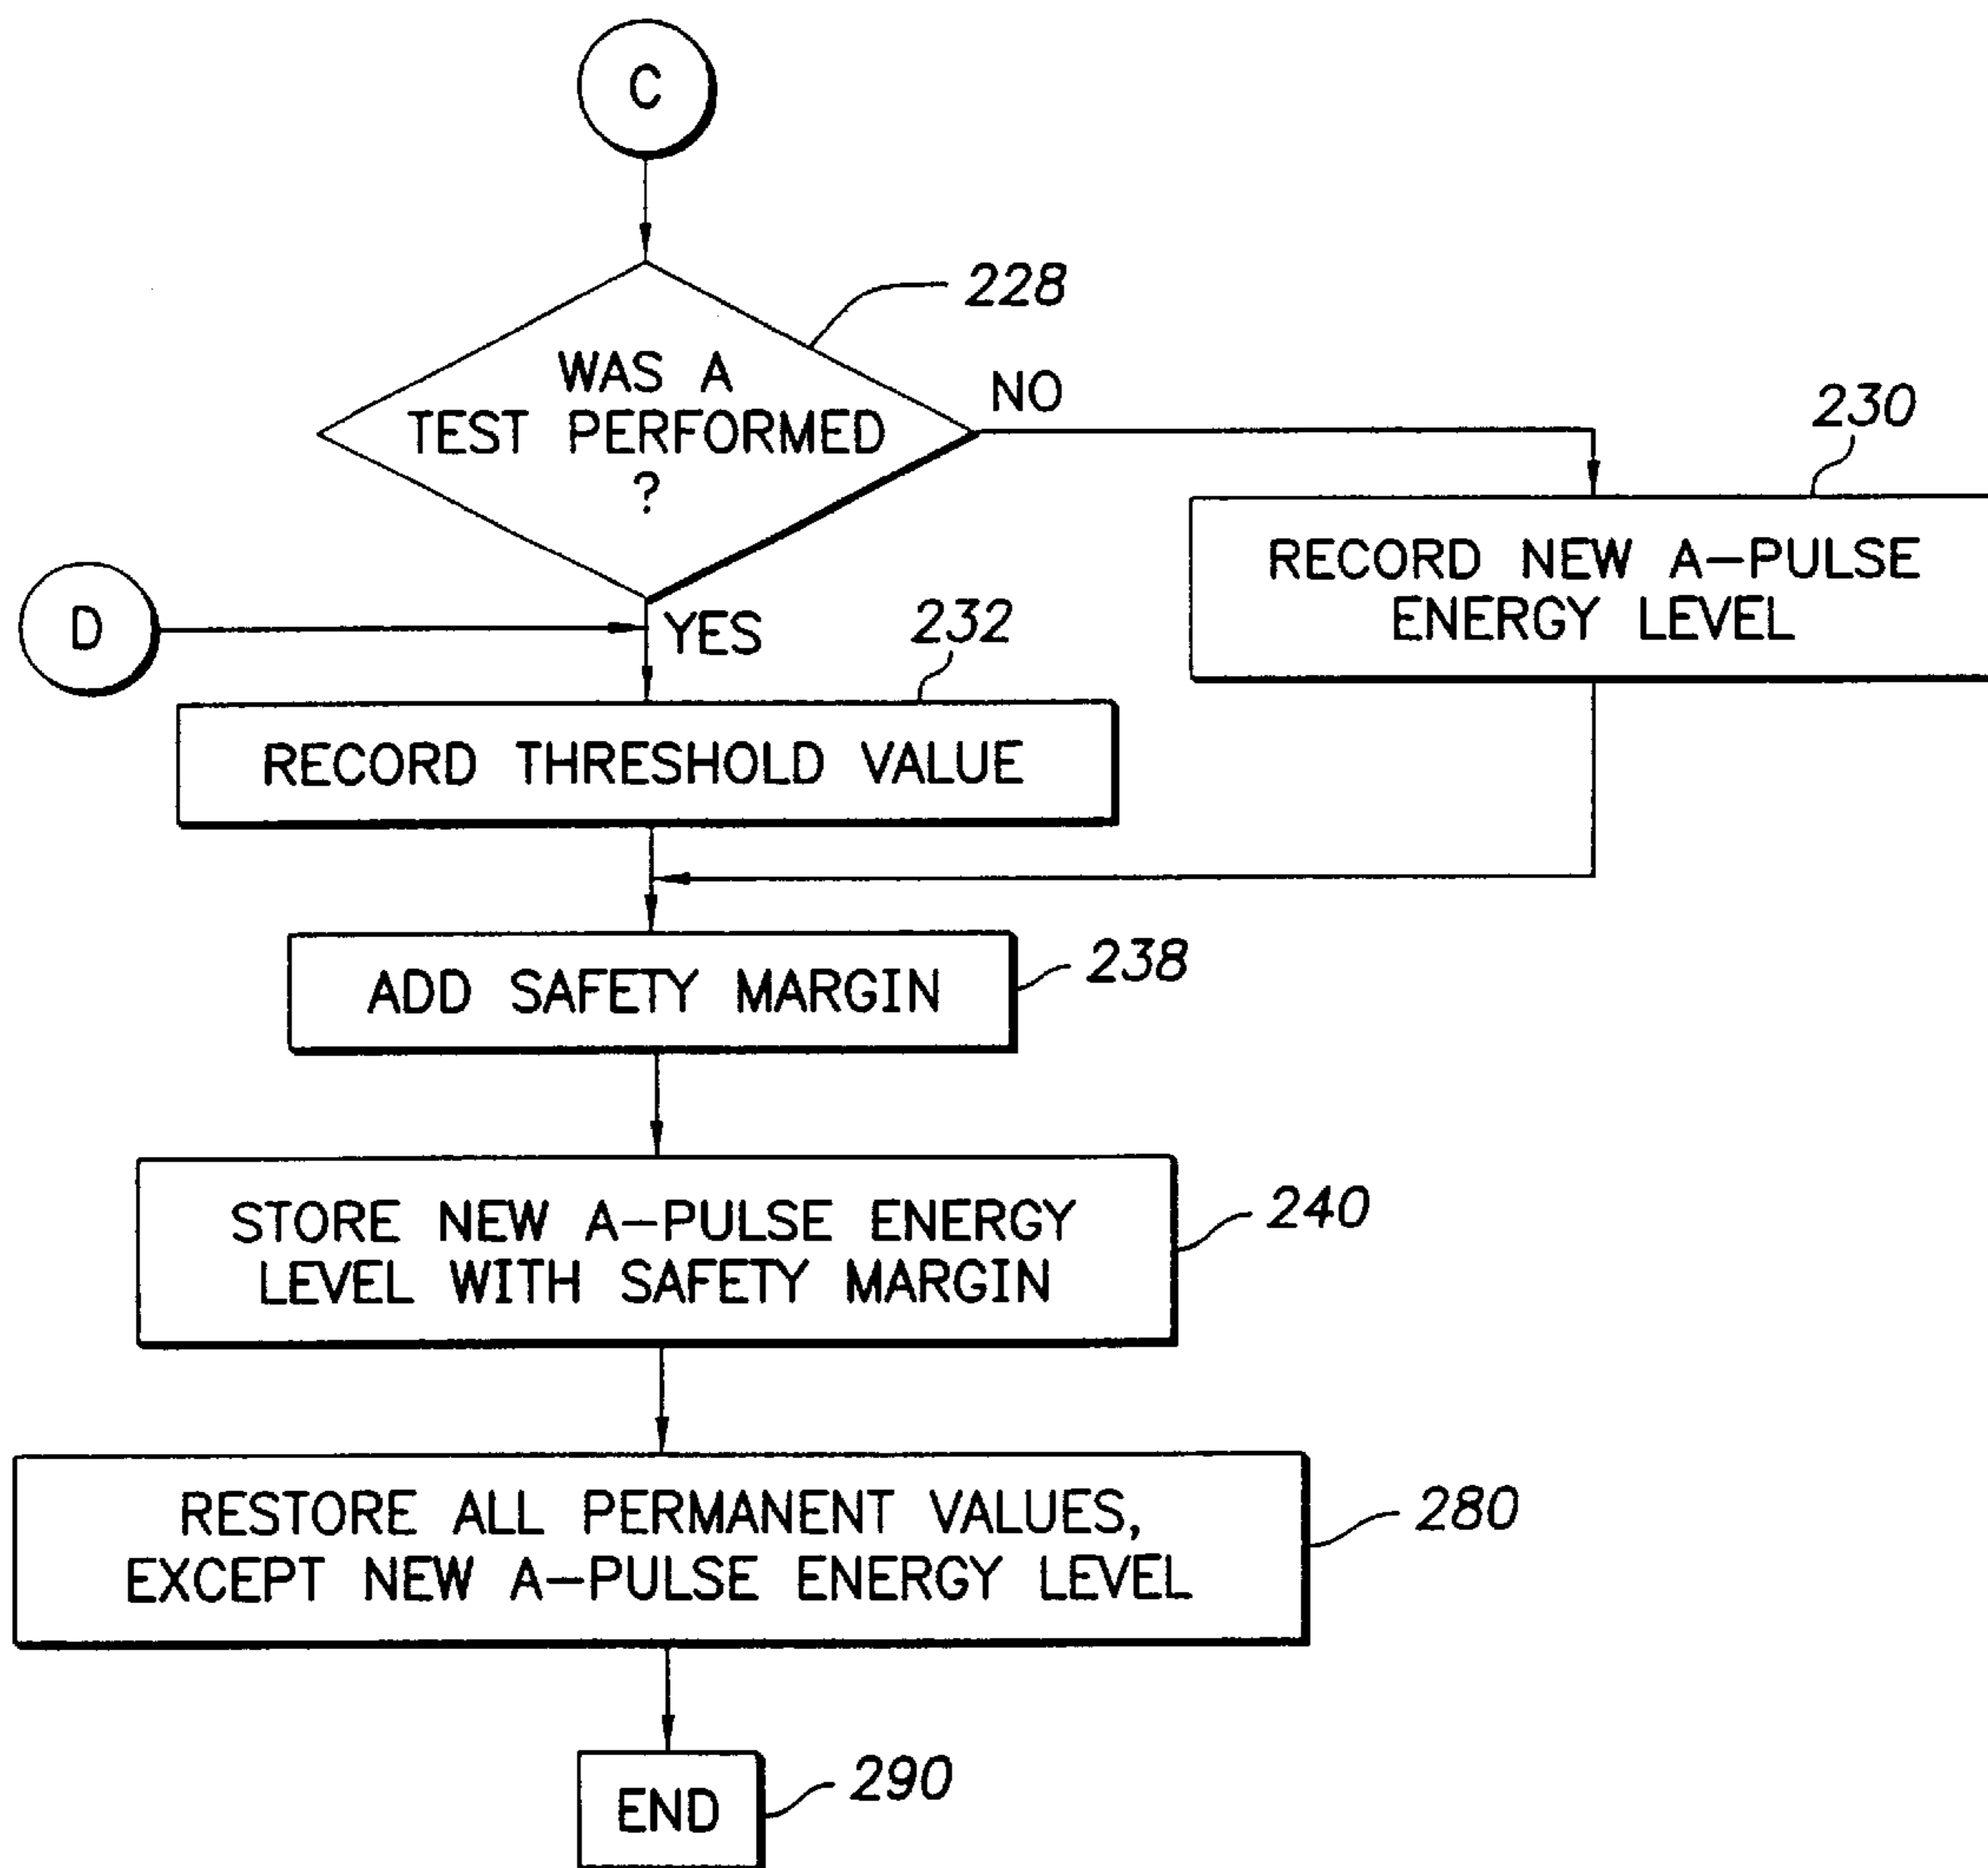 C
228
WAS A
TEST PERFORMED
?
NO
230
RECORD NEW A-PULSE
ENERGY LEVEL
D
YES
232
RECORD THRESHOLD VALUE
ADD SAFETY MARGIN
238
STORE NEW A-PULSE ENERGY
LEVEL WITH SAFETY MARGIN
240
RESTORE ALL PERMANENT VALUES,
EXCEPT NEW A-PULSE ENERGY LEVEL
280
END
290